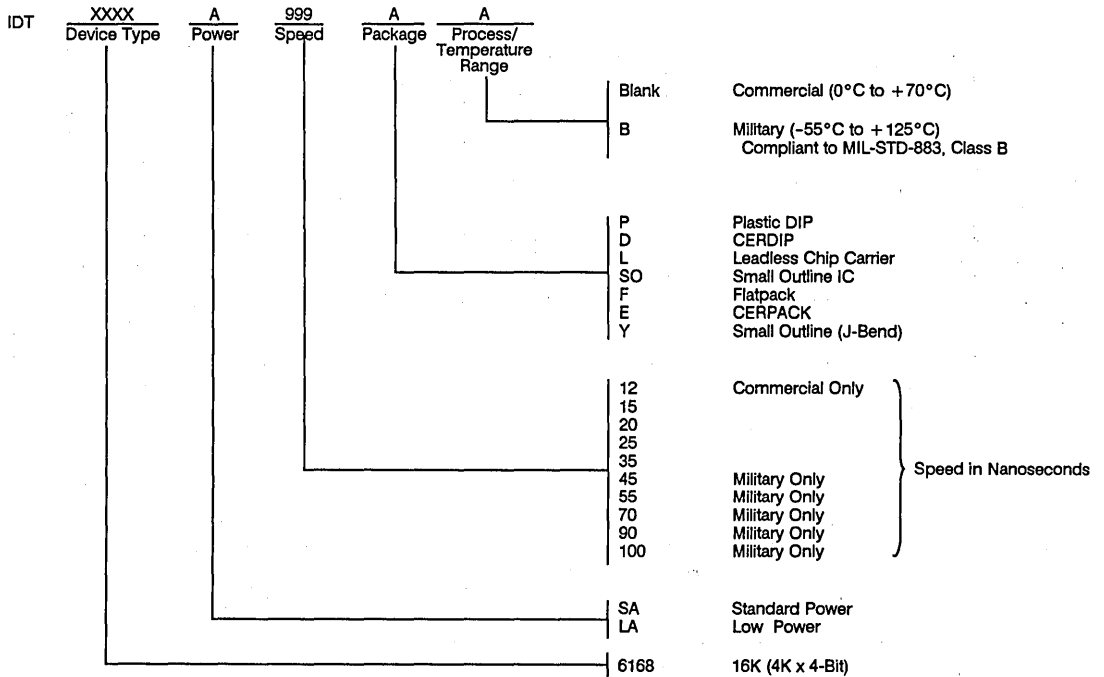 IDT XXXX A 999 A A
Device Type Power Speed Package Process/
Temperature
Range
Blank Commercial (0°C to +70°C)
B Military (-55°C to +125°C)
Compliant to MIL-STD-883, Class B
P Plastic DIP
D CERDIP
L Leadless Chip Carrier
SO Small Outline IC
F Flatpack
E CERPACK
Y Small Outline (J-Bend)
12 Commercial Only
15
20
25
35
Speed in Nanoseconds
45 Military Only
55 Military Only
70 Military Only
90 Military Only
100 Military Only
SA Standard Power
LA Low Power
6168 16K (4K x 4-Bit)